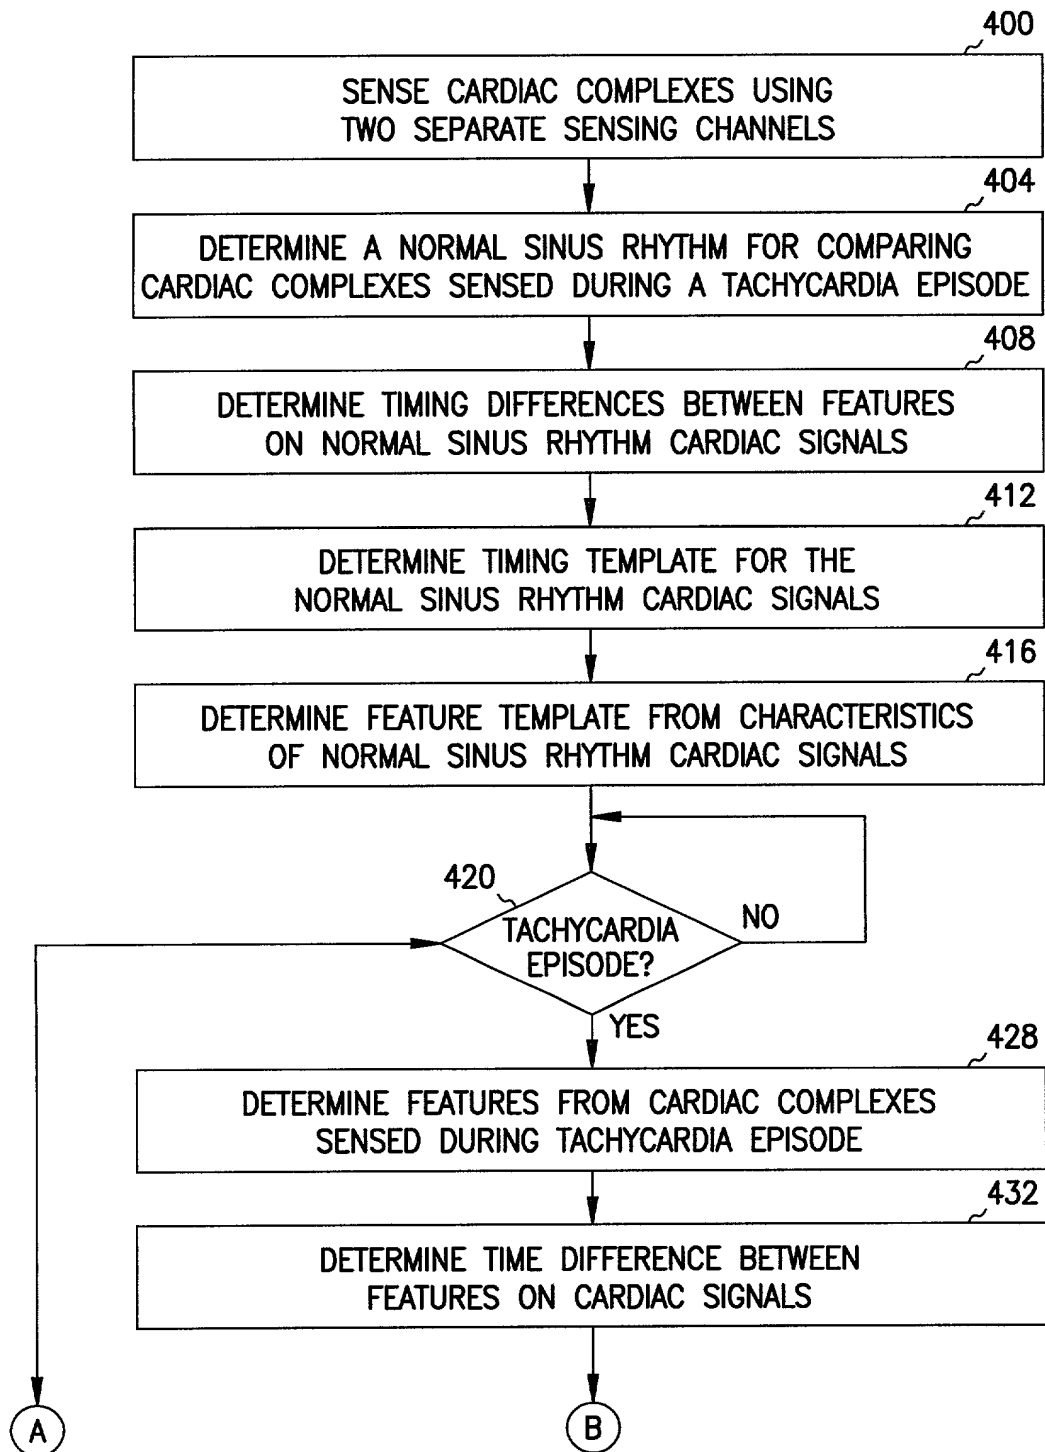 400
SENSE CARDIAC COMPLEXES USING
TWO SEPARATE SENSING CHANNELS
404
DETERMINE A NORMAL SINUS RHYTHM FOR COMPARING
CARDIAC COMPLEXES SENSED DURING A TACHYCARDIA EPISODE
408
DETERMINE TIMING DIFFERENCES BETWEEN FEATURES
ON NORMAL SINUS RHYTHM CARDIAC SIGNALS
412
DETERMINE TIMING TEMPLATE FOR THE
NORMAL SINUS RHYTHM CARDIAC SIGNALS
416
DETERMINE FEATURE TEMPLATE FROM CHARACTERISTICS
OF NORMAL SINUS RHYTHM CARDIAC SIGNALS
420
TACHYCARDIA
EPISODE?
NO
YES
428
DETERMINE FEATURES FROM CARDIAC COMPLEXES
SENSED DURING TACHYCARDIA EPISODE
432
DETERMINE TIME DIFFERENCE BETWEEN
FEATURES ON CARDIAC SIGNALS
A
B